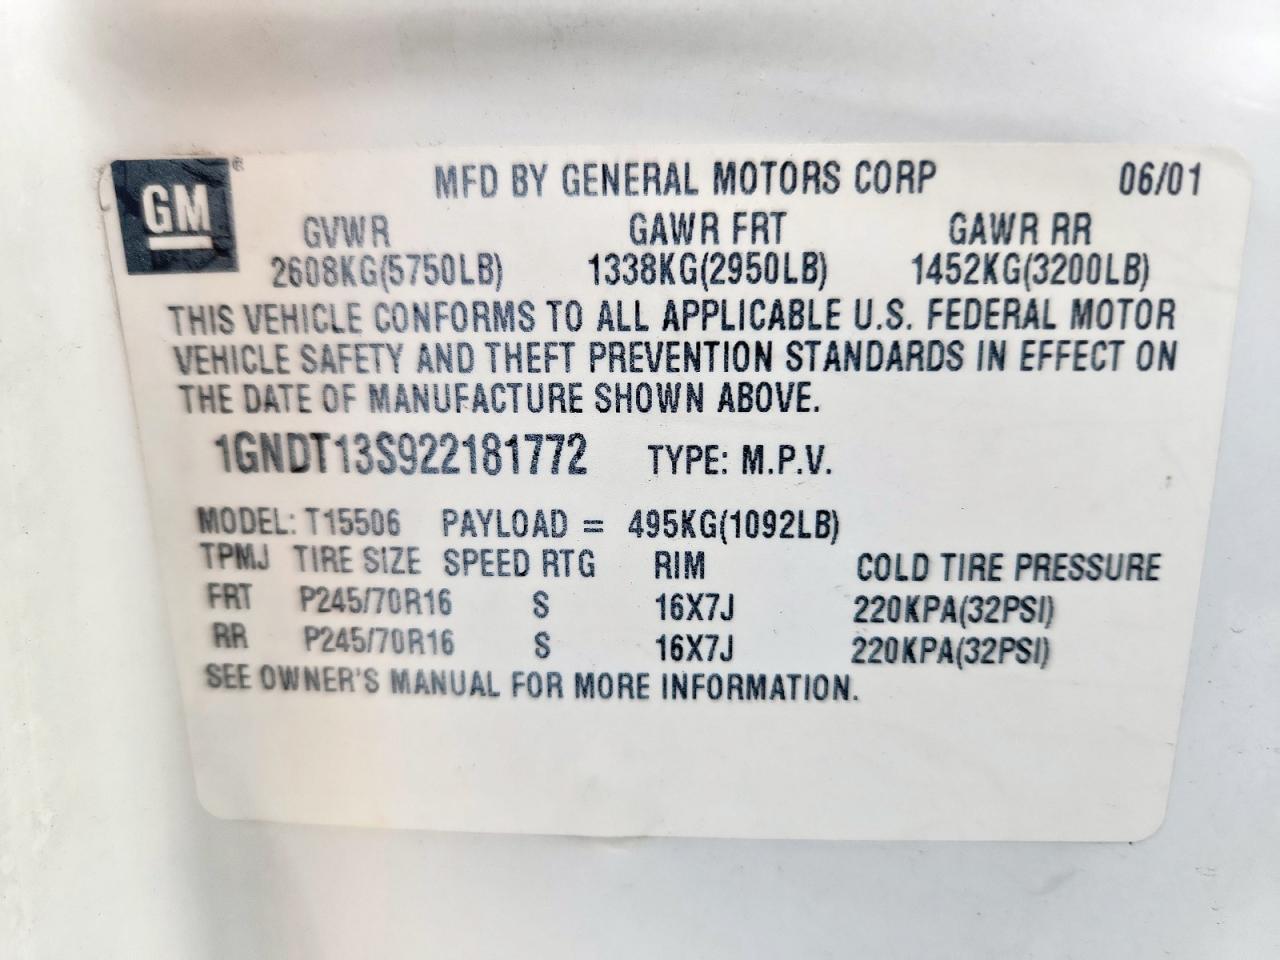 GM ®
MFD BY GENERAL MOTORS CORP 06/01
GVWR GAWR FRT GAWR RR
2608KG(5750LB) 1338KG(2950LB) 1452KG(3200LB)
THIS VEHICLE CONFORMS TO ALL APPLICABLE U.S. FEDERAL MOTOR
VEHICLE SAFETY AND THEFT PREVENTION STANDARDS IN EFFECT ON
THE DATE OF MANUFACTURE SHOWN ABOVE.
1GNDT13S922181772 TYPE: M.P.V.
MODEL: T15506 PAYLOAD = 495KG(1092LB)
TPMJ TIRE SIZE SPEED RTG RIM COLD TIRE PRESSURE
FRT P245/70R16 S 16X7J 220KPA(32PSI)
RR P245/70R16 S 16X7J 220KPA(32PSI)
SEE OWNER'S MANUAL FOR MORE INFORMATION.